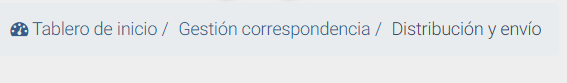 Tablero de inicio / Gestión correspondencia / Distribución y envío